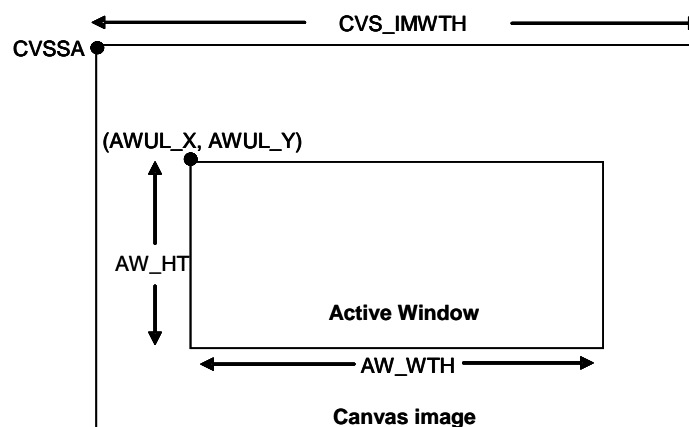 CVS_IMWTH
CVSSA
(AWUL_X, AWUL_Y)
AW_HT
Active Window
AW_WTH
Canvas image